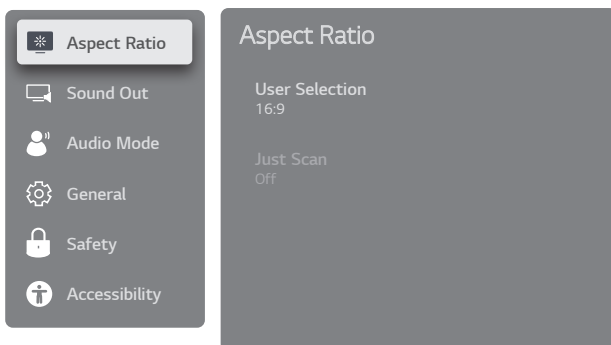 Aspect Ratio
Sound Out
Audio Mode
General
Safety
Accessibility
Aspect Ratio
User Selection
16:9
Just Scan
Off